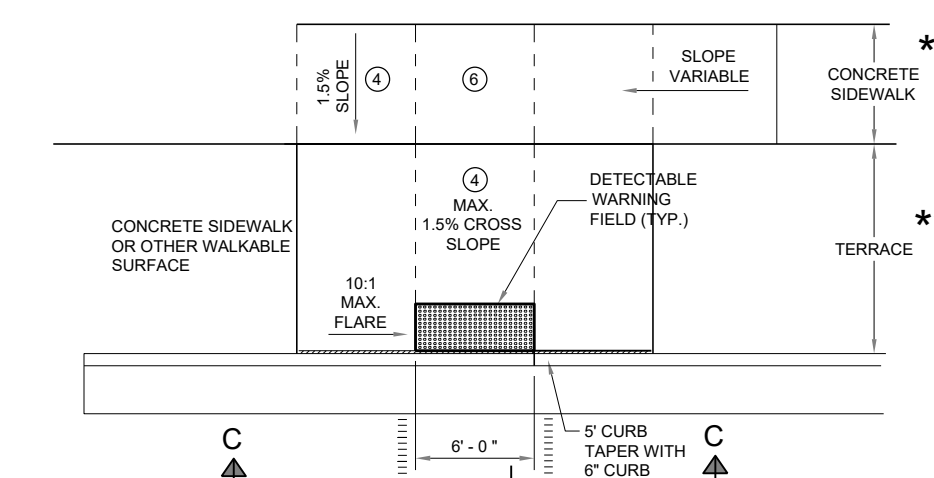 1.5%
SLOPE
4
6
SLOPE
VARIABLE
*
CONCRETE
SIDEWALK
4
MAX.
1.5% CROSS
SLOPE
DETECTABLE
WARNING
FIELD (TYP.)
CONCRETE SIDEWALK
OR OTHER WALKABLE
SURFACE
*
TERRACE
10:1
MAX.
FLARE
C
6' - 0 "
5' CURB
TAPER WITH
6" CURB
C